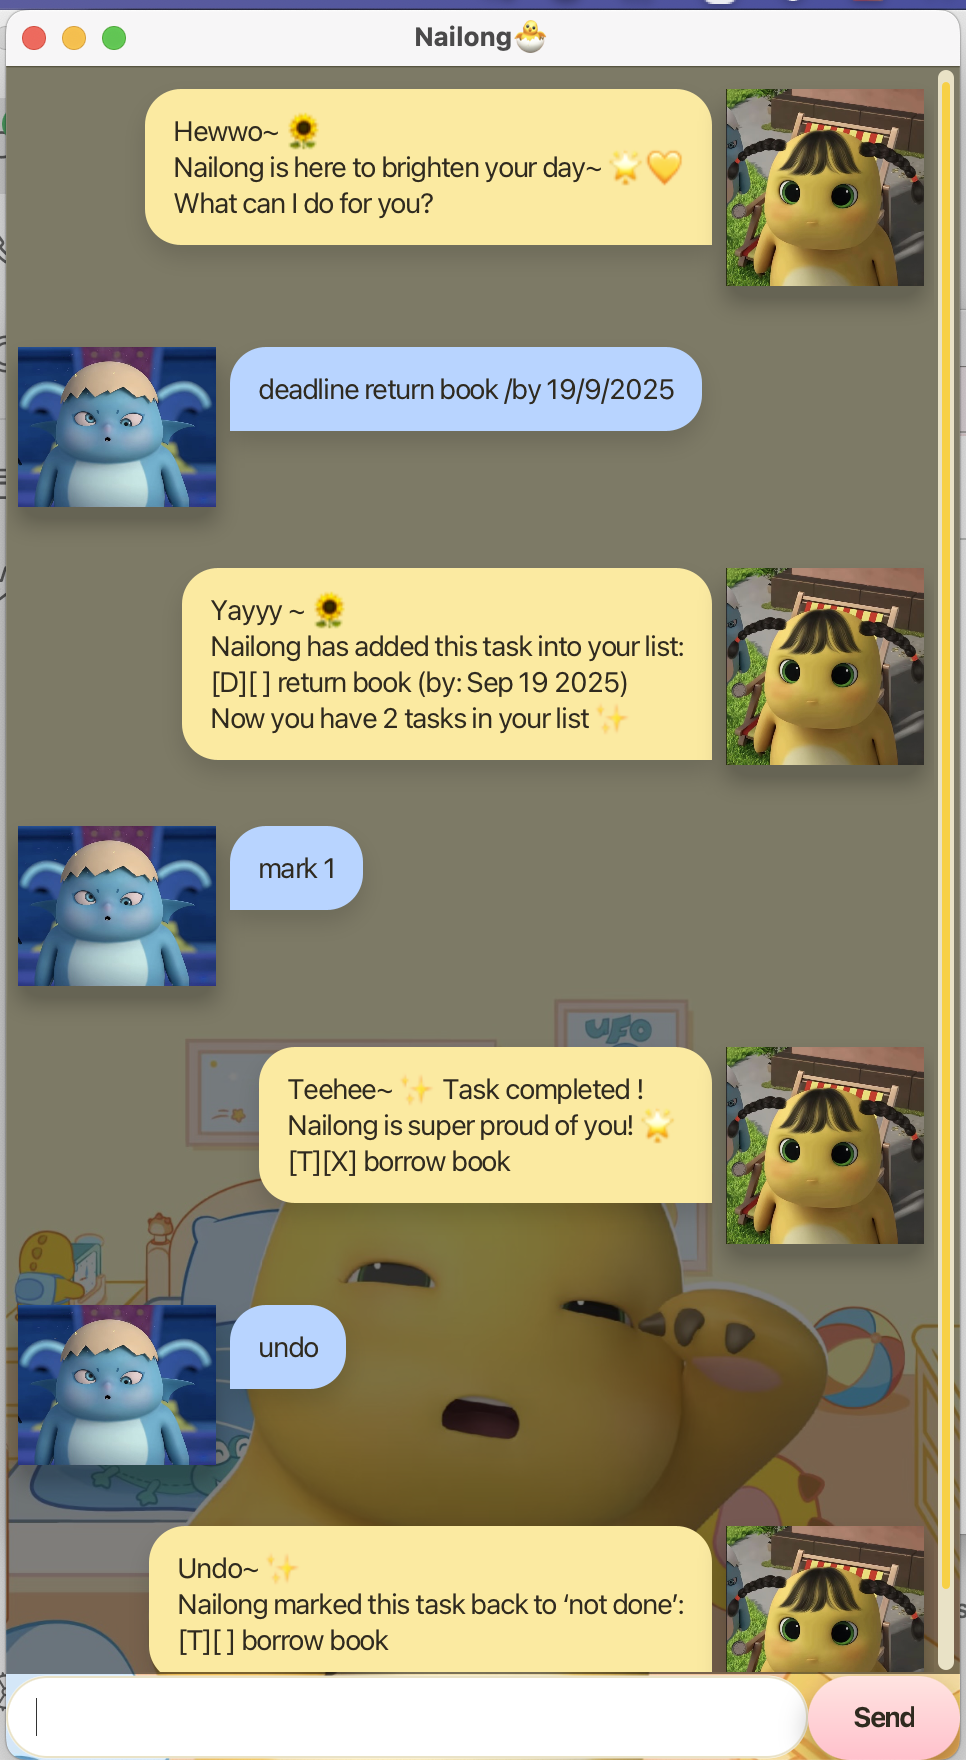 Nailong🐣
Hewwo~ 🌻
Nailong is here to brighten your day~ 🌟💛
What can I do for you?
deadline return book /by 19/9/2025
Yayyy ~ 🌻
Nailong has added this task into your list:
[D][ ] return book (by: Sep 19 2025)
Now you have 2 tasks in your list ✨
mark 1
UFO
Teehee~ ✨ Task completed !
Nailong is super proud of you! 🌟
[T][X] borrow book
undo
Undo~ ✨
Nailong marked this task back to ‘not done’:
[T][ ] borrow book
Send